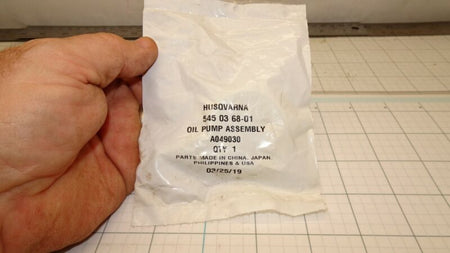 HUSQVARNA
545 03 68-01
OIL PUMP ASSEMBLY
A049030
QTY 1
PARTS MADE IN CHINA, JAPAN
PHILIPPINES & USA
03/25/19